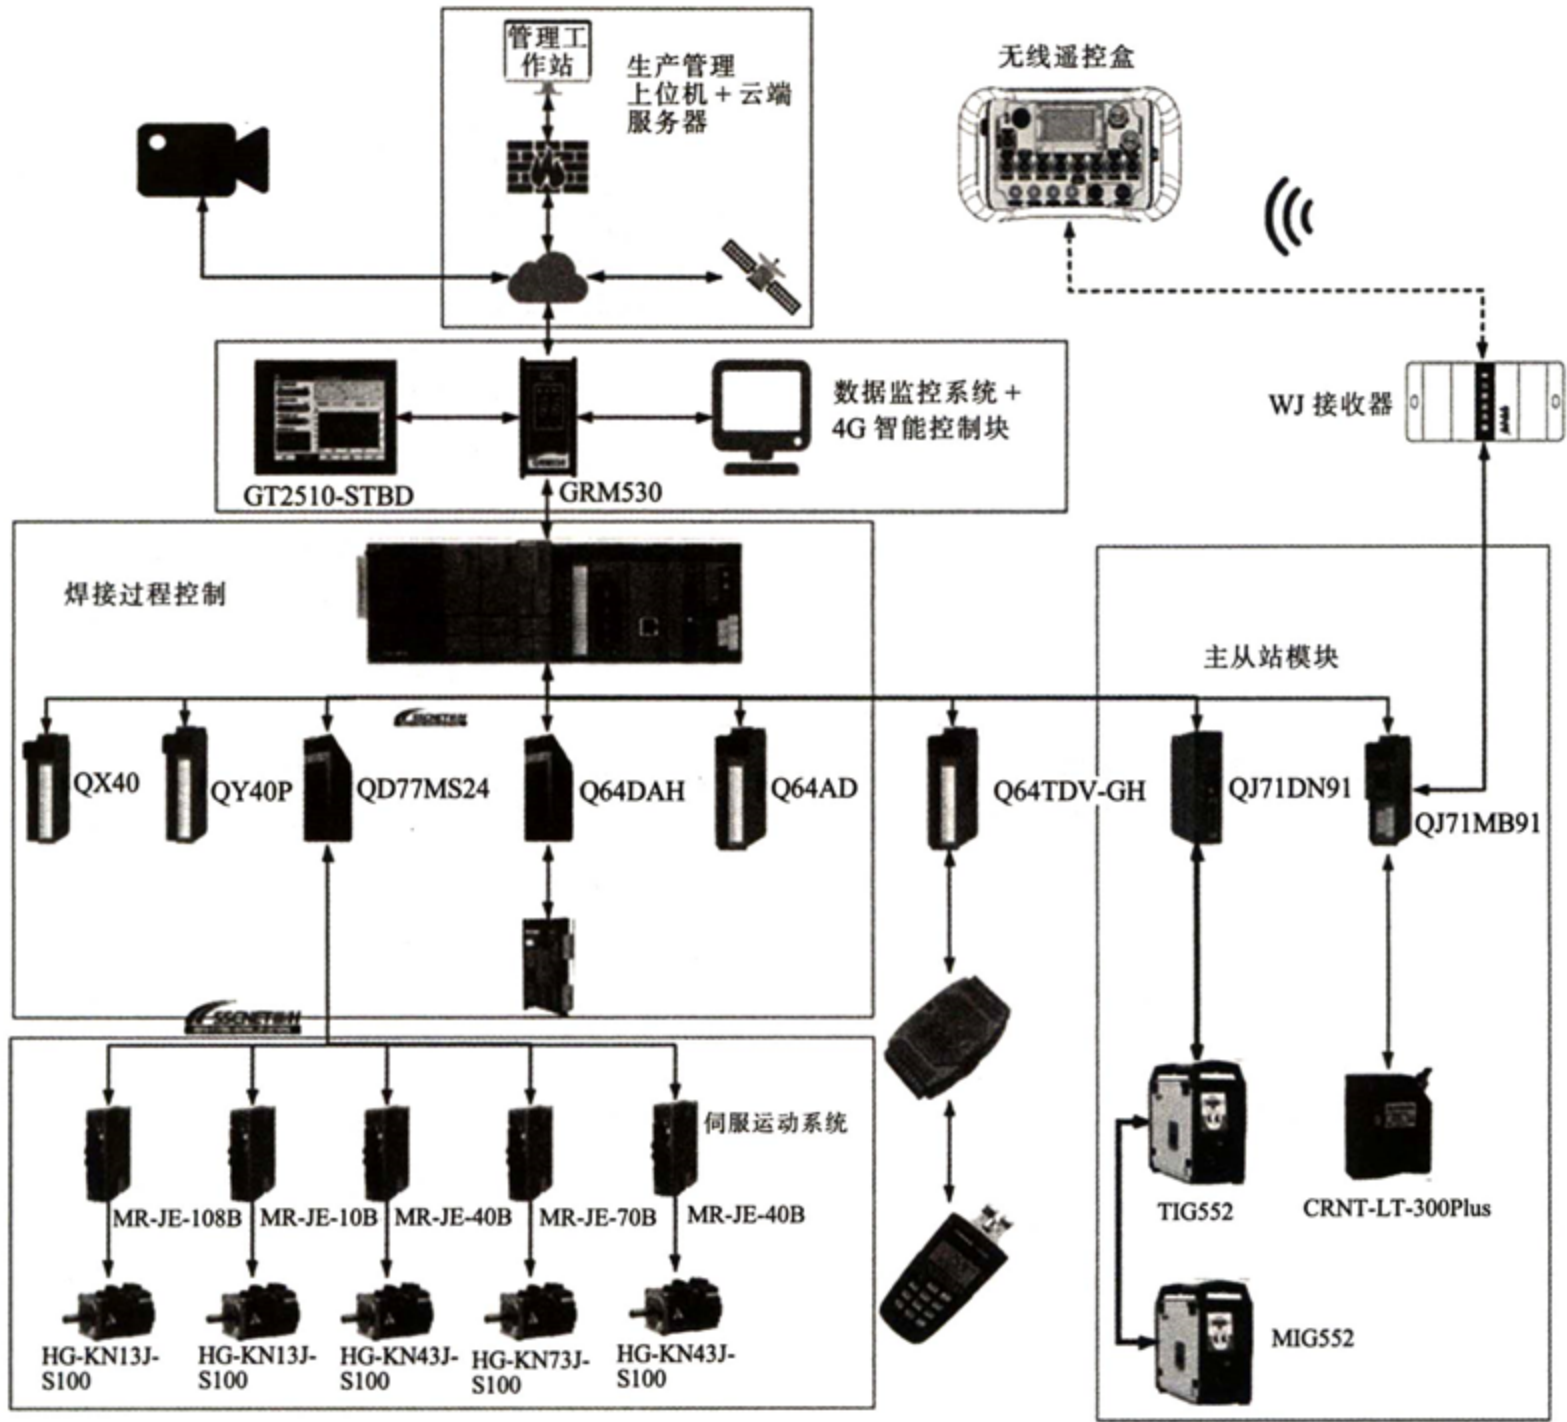 管理工
作站
生产管理
上位机 + 云端
服务器
无线遥控盒
数据监控系统 +
4G 智能控制块
WJ 接收器
GT2510-STBD
GRM530
焊接过程控制
主从站模块
QX40
QY40P
QD77MS24
Q64DAH
Q64AD
Q64TDV-GH
QJ71DN91
QJ71MB91
SSCNET
伺服运动系统
MR-JE-108B
MR-JE-10B
MR-JE-40B
MR-JE-70B
MR-JE-40B
TIG552
CRNT-LT-300Plus
HG-KN13J-
S100
HG-KN13J-
S100
HG-KN43J-
S100
HG-KN73J-
S100
HG-KN43J-
S100
MIG552